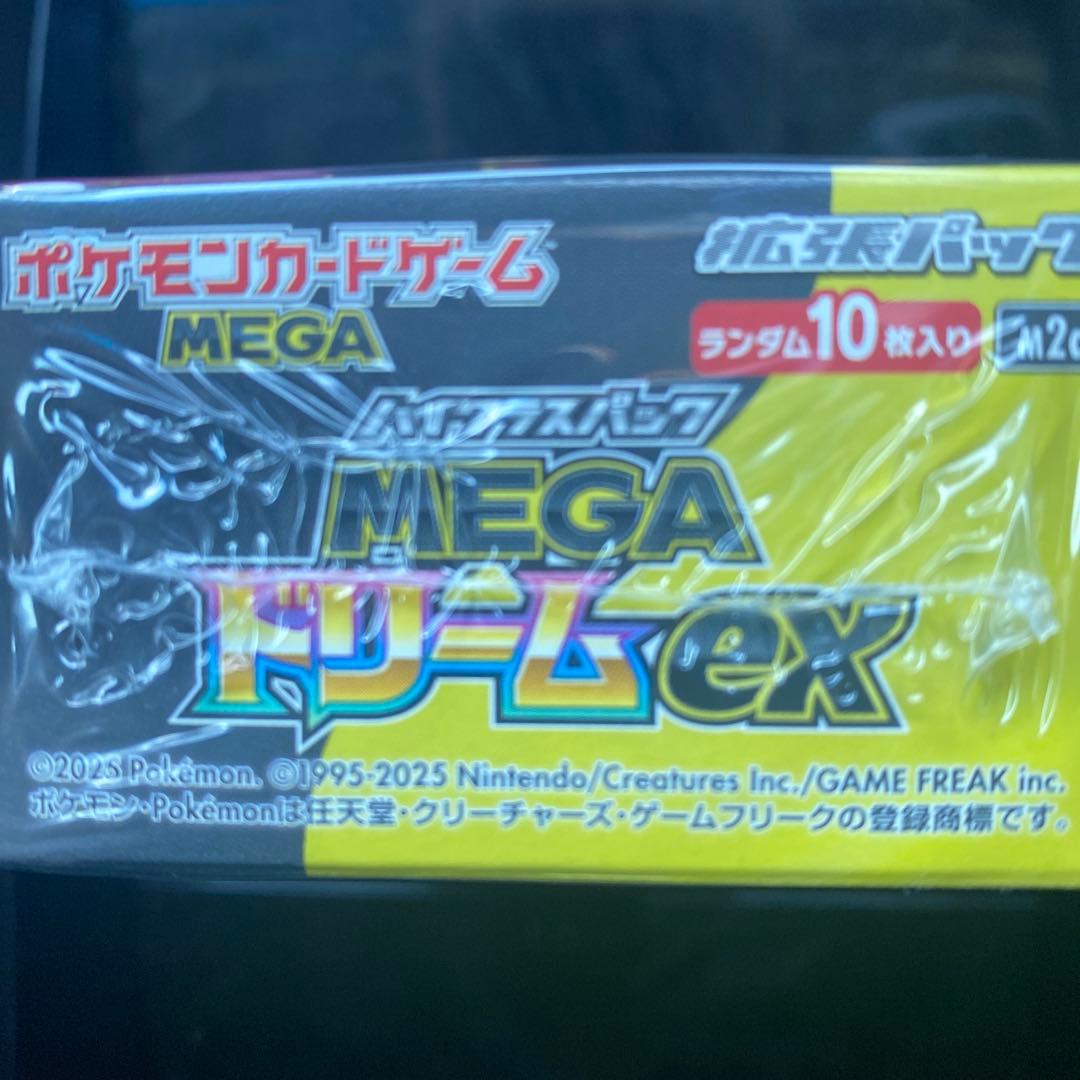 ポケモンカードゲーム
MEGA
拡張パック
ランダム10枚入り
ハイクラスパック
MEGA
ドリームex
©2025 Pokémon. ©1995-2025 Nintendo/Creatures Inc./GAME FREAK inc.
ポケモン・Pokémonは任天堂・クリーチャーズ・ゲームフリークの登録商標です。